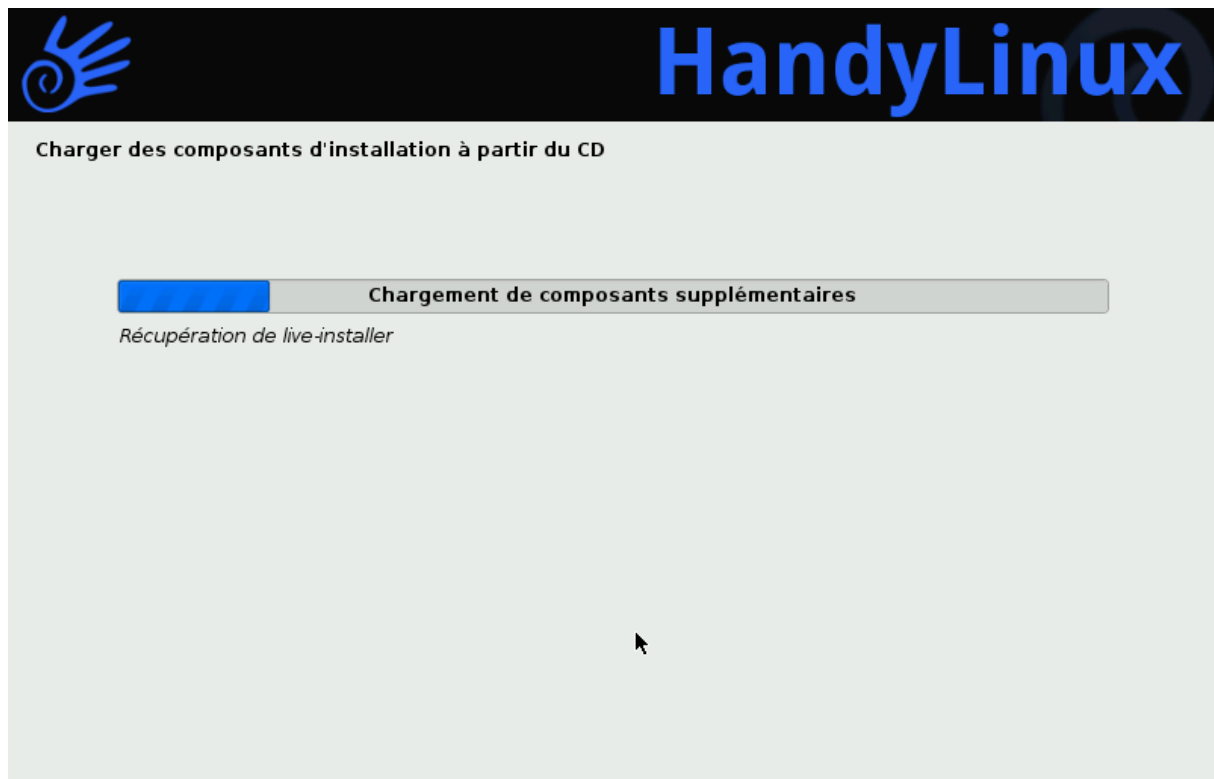 HandyLinux
Charger des composants d'installation à partir du CD
Chargement de composants supplémentaires
Récupération de live-installer